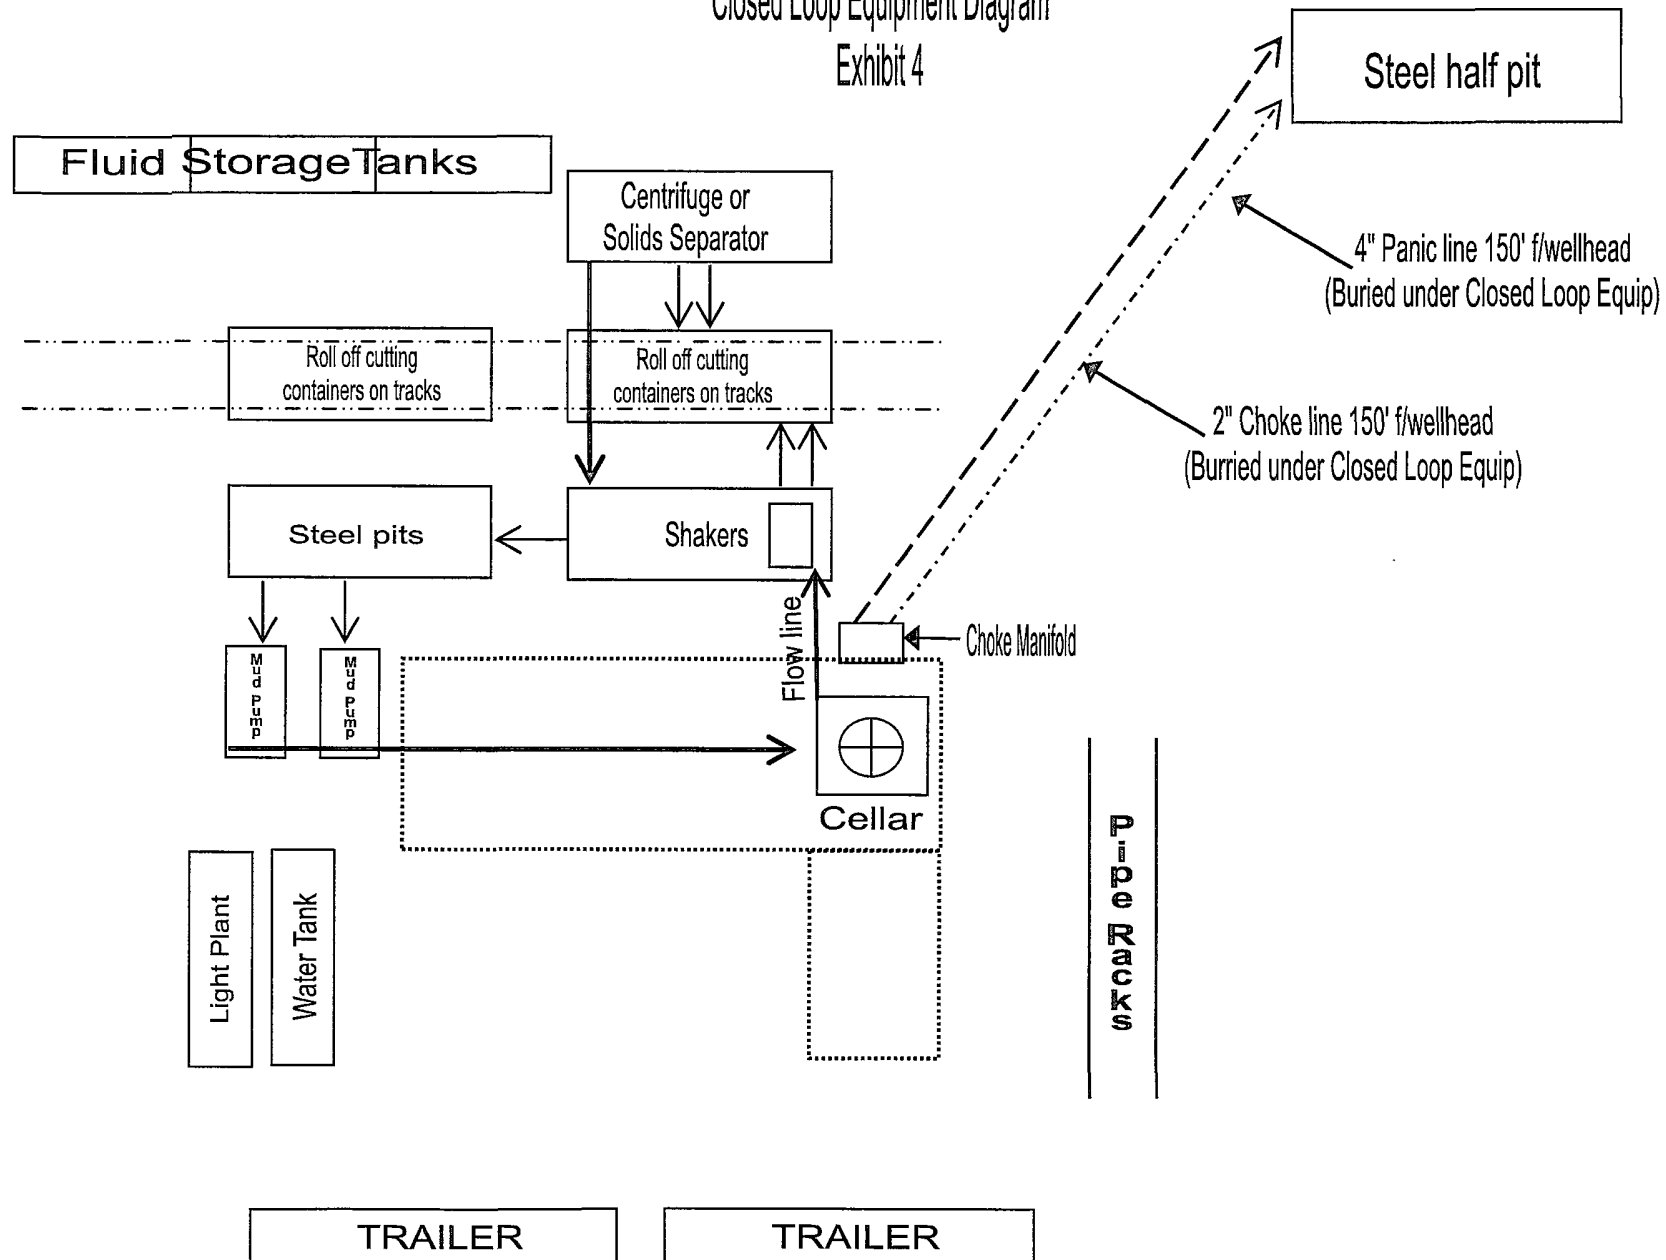 Closed Loop Equipment Diagram
Exhibit 4
Steel half pit
Fluid Storage Tanks
Centrifuge or
Solids Separator
4" Panic line 150' f/wellhead
(Buried under Closed Loop Equip)
Roll off cutting
containers on tracks
Roll off cutting
containers on tracks
2" Choke line 150' f/wellhead
(Burried under Closed Loop Equip)
Steel pits
Shakers
Flow line
Choke Manifold
Mud Pump
Mud Pump
Cellar
Pipe Racks
Light Plant
Water Tank
TRAILER
TRAILER